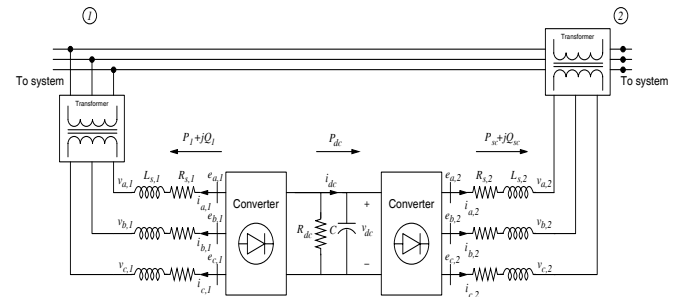 1
2
Transformer
To system
To system
Transformer
P1+jQ1
Pdc
Psc+jQsc
va,1
Ls,1
Rs,1
ea,1
idc
ea,2
Rs,2
Ls,2
va,2
ia,1
Converter
+
Converter
ia,2
vb,1
eb,1
Rdc
C
vdc
eb,2
vb,2
ib,1
ib,2
vc,1
ec,1
−
ec,2
vc,2
ic,1
ic,2